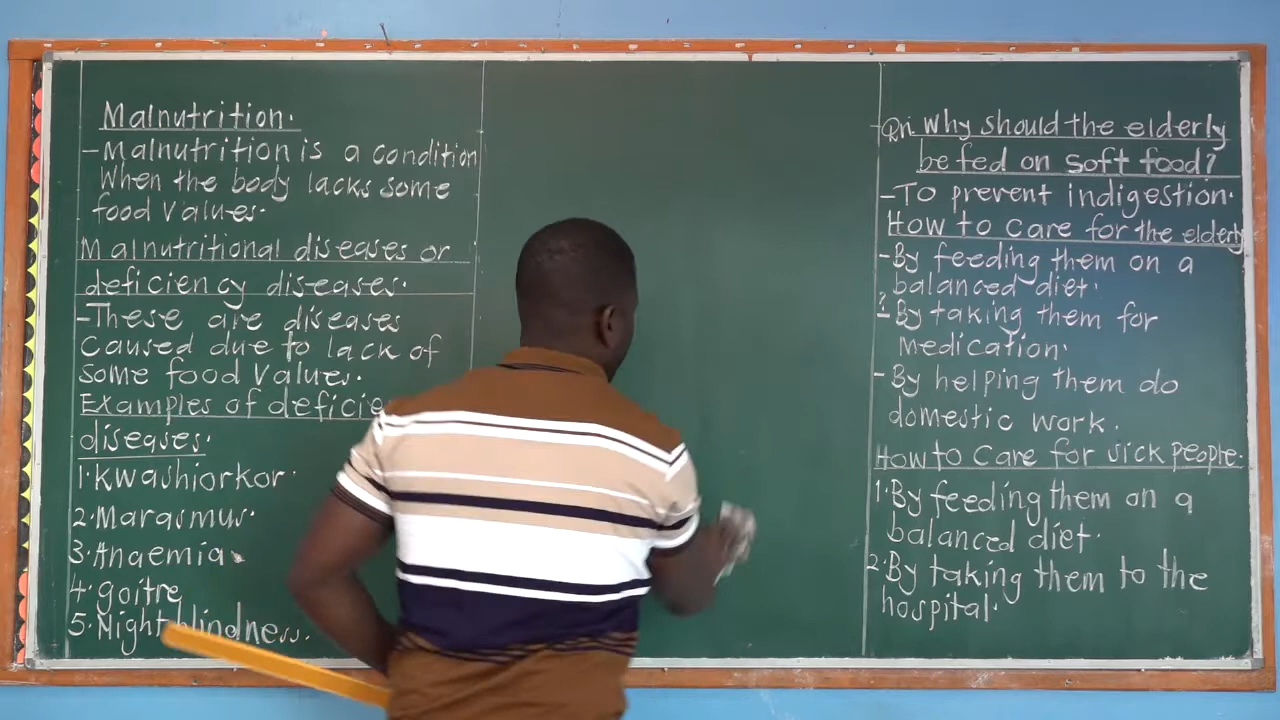 Malnutrition.
-Malnutrition is a condition
When the body lacks some
food values.
Malnutritional diseases or
deficiency diseases.
-These are diseases
Caused due to lack of
some food values.
Examples of deficie
diseases.
1.Kwashiorkor.
2.Marasmus.
3.Anaemia.
4.goitre
5.Night blindness.
Qn. Why should the elderly
be fed on soft food?
-To prevent indigestion.
How to care for the elderly
-By feeding them on a
balanced diet.
?
-By taking them for
medication.
-By helping them do
domestic work.
How to care for sick people.
1.By feeding them on a
balanced diet.
2.By taking them to the
hospital.